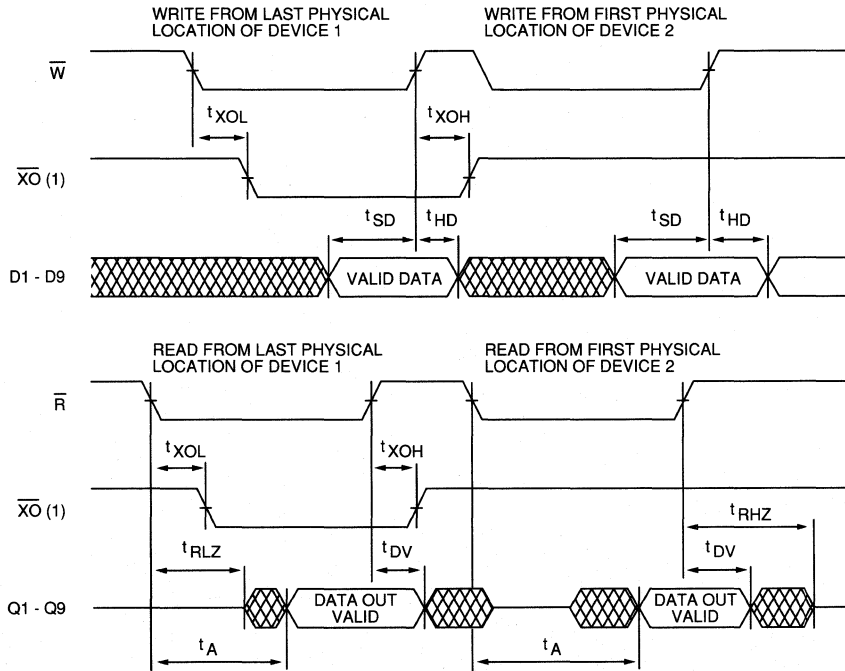 WRITE FROM LAST PHYSICAL
LOCATION OF DEVICE 1
WRITE FROM FIRST PHYSICAL
LOCATION OF DEVICE 2
W̅
tXOL
tXOH
X̅O̅ (1)
tSD
tHD
tSD
tHD
D1 - D9
VALID DATA
VALID DATA
READ FROM LAST PHYSICAL
LOCATION OF DEVICE 1
READ FROM FIRST PHYSICAL
LOCATION OF DEVICE 2
R̅
tXOL
tXOH
X̅O̅ (1)
tRHZ
tRLZ
tDV
tDV
Q1 - Q9
DATA OUT
VALID
DATA OUT
VALID
tA
tA